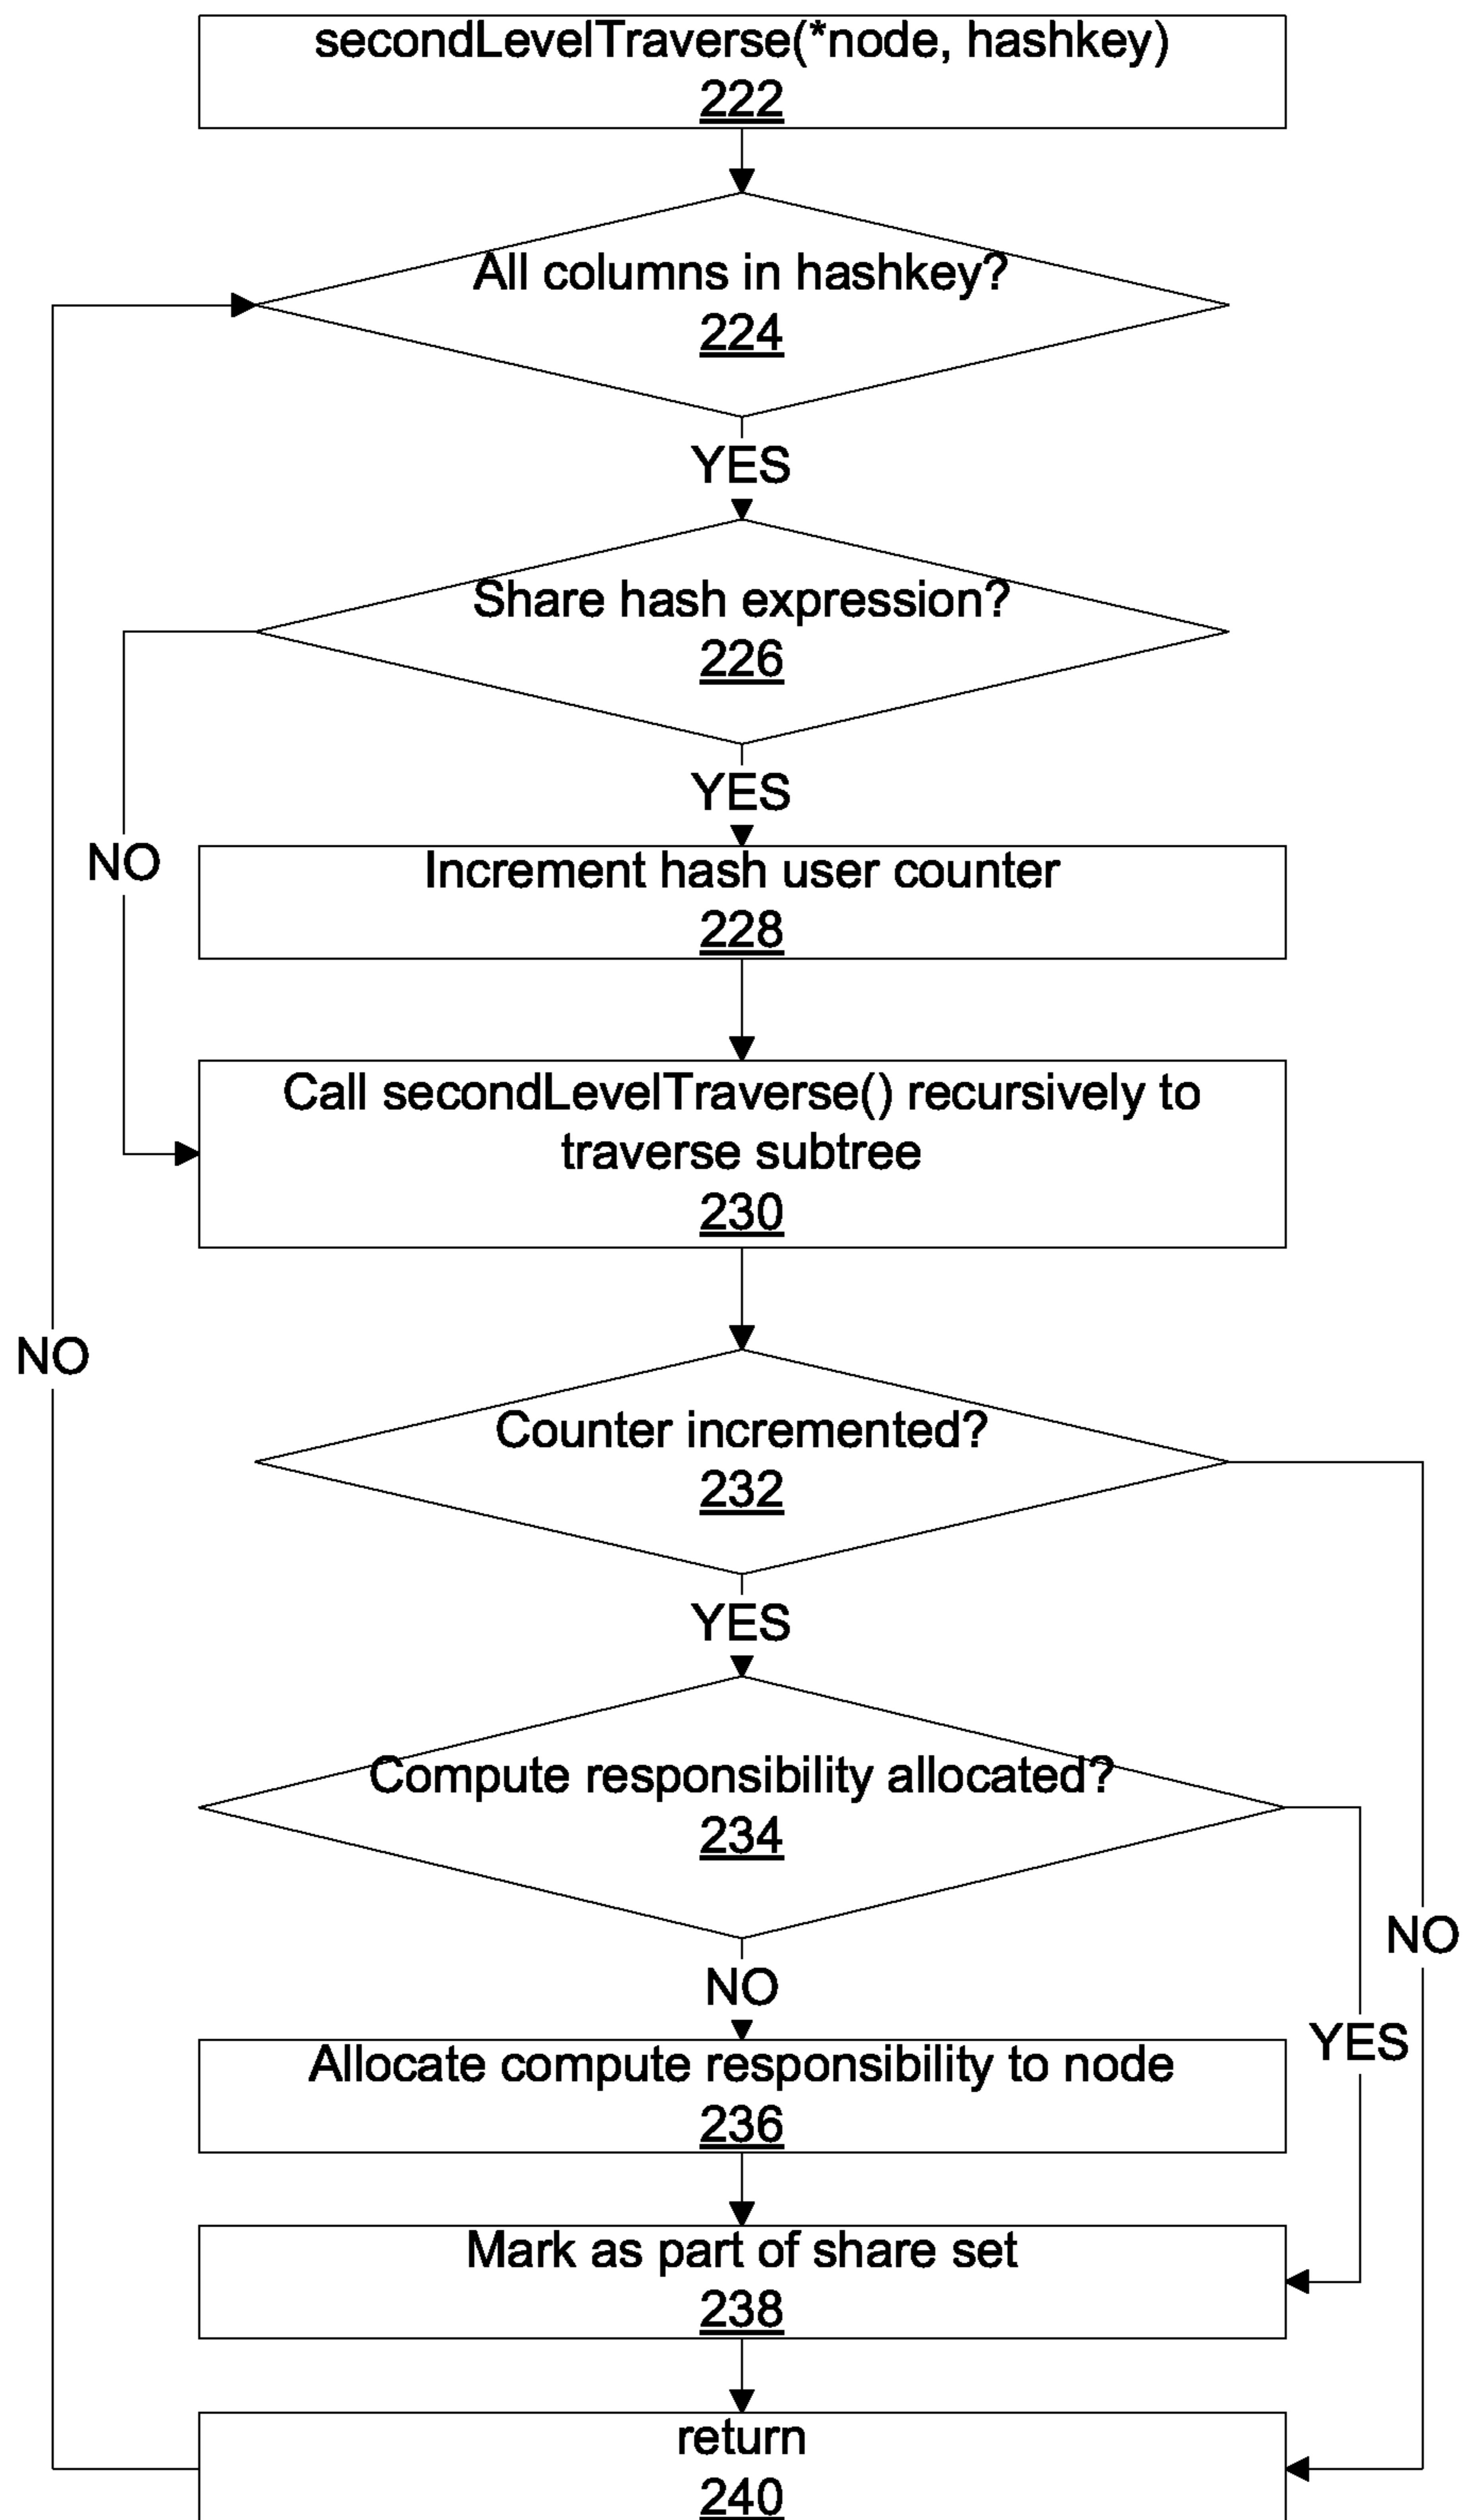 secondLevelTraverse(*node, hashkey)
222
All columns in hashkey?
224
YES
Share hash expression?
226
YES
NO
Increment hash user counter
228
Call secondLevelTraverse() recursively to
traverse subtree
230
NO
Counter incremented?
232
YES
Compute responsibility allocated?
234
NO
NO
YES
Allocate compute responsibility to node
236
Mark as part of share set
238
return
240